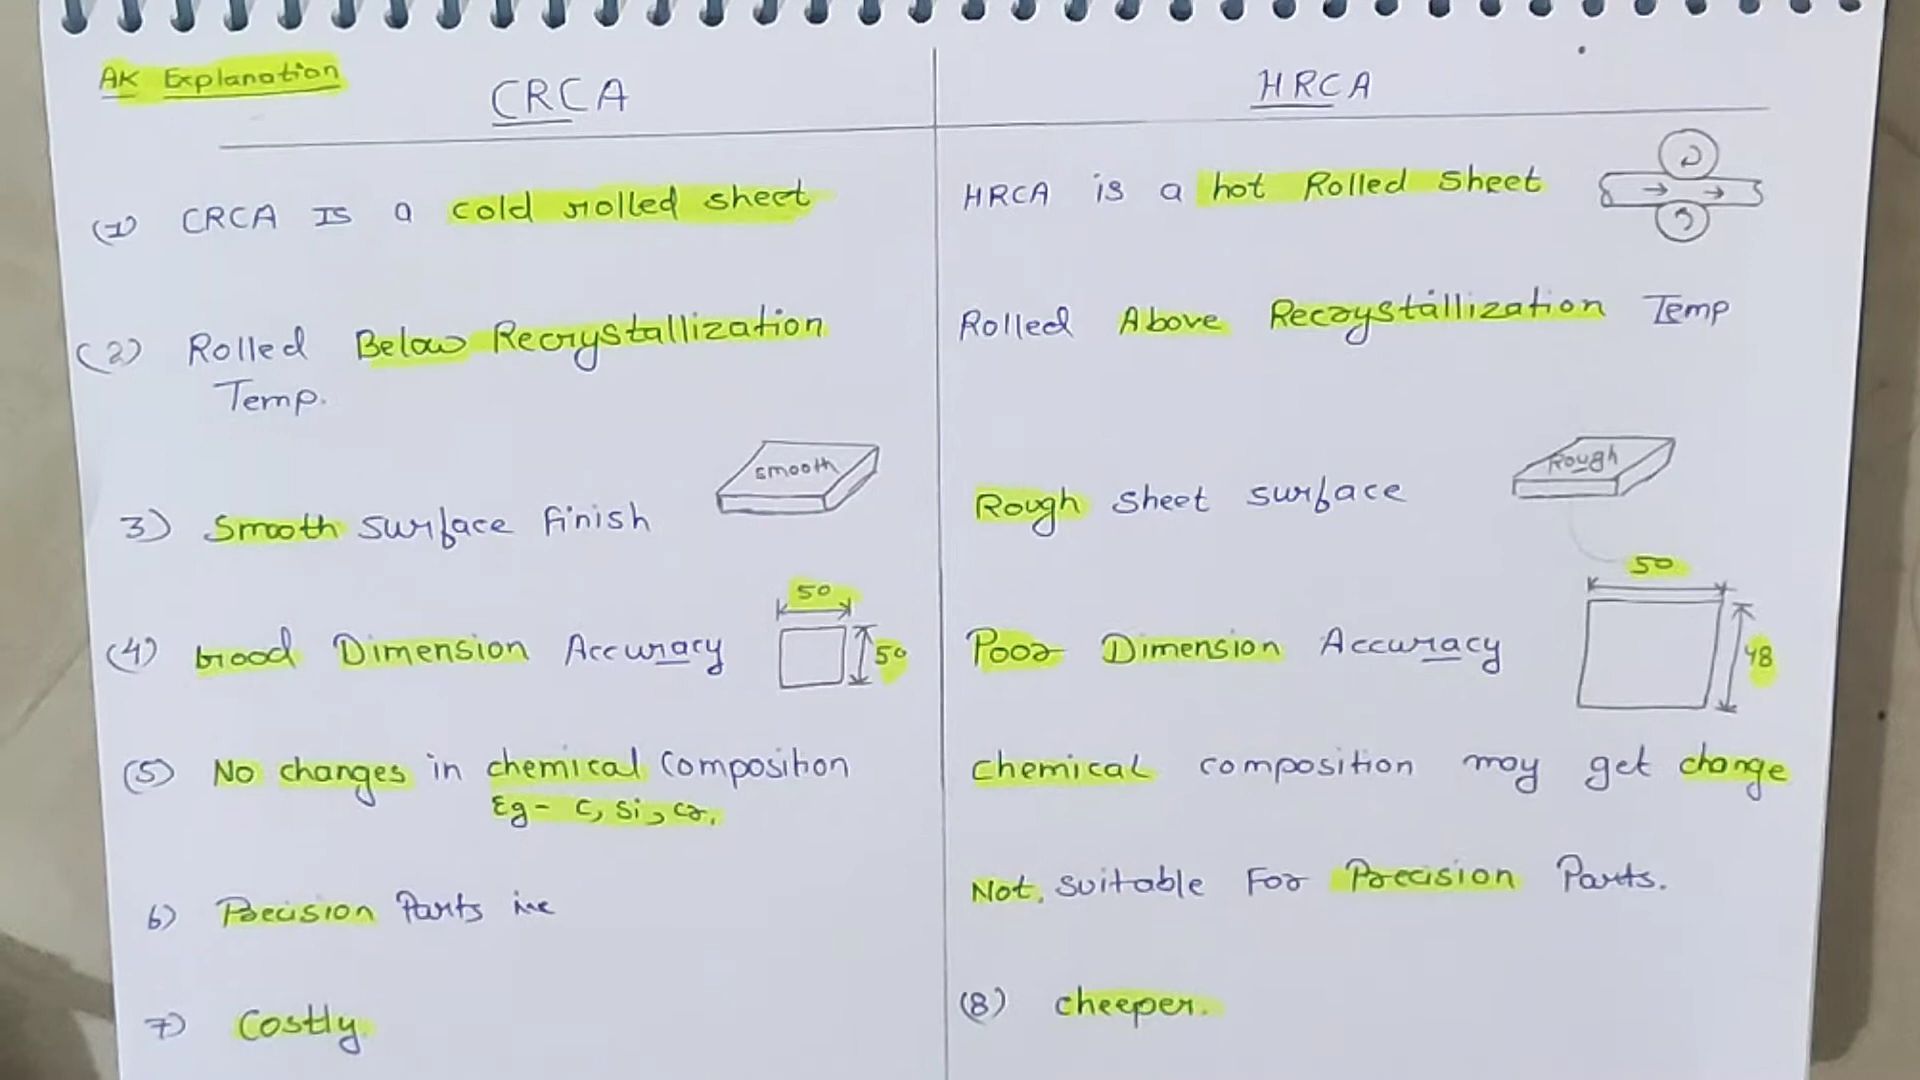 AK Explanation
CRCA
HRCA
(1) CRCA Is a cold rolled sheet
HRCA is a hot Rolled Sheet
(2) Rolled Below Recrystallization
Temp.
Rolled Above Recrystallization Temp
smooth
3) Smooth surface finish
Rough
Rough sheet surface
50
(4) Good Dimension Accuracy
50
50
Poor Dimension Accuracy
48
(5) No changes in chemical composition
Eg- C, Si, Cr.
chemical composition may get change
6) Precision Parts
Not, suitable For Precision Parts.
7) Costly.
(8) cheeper.